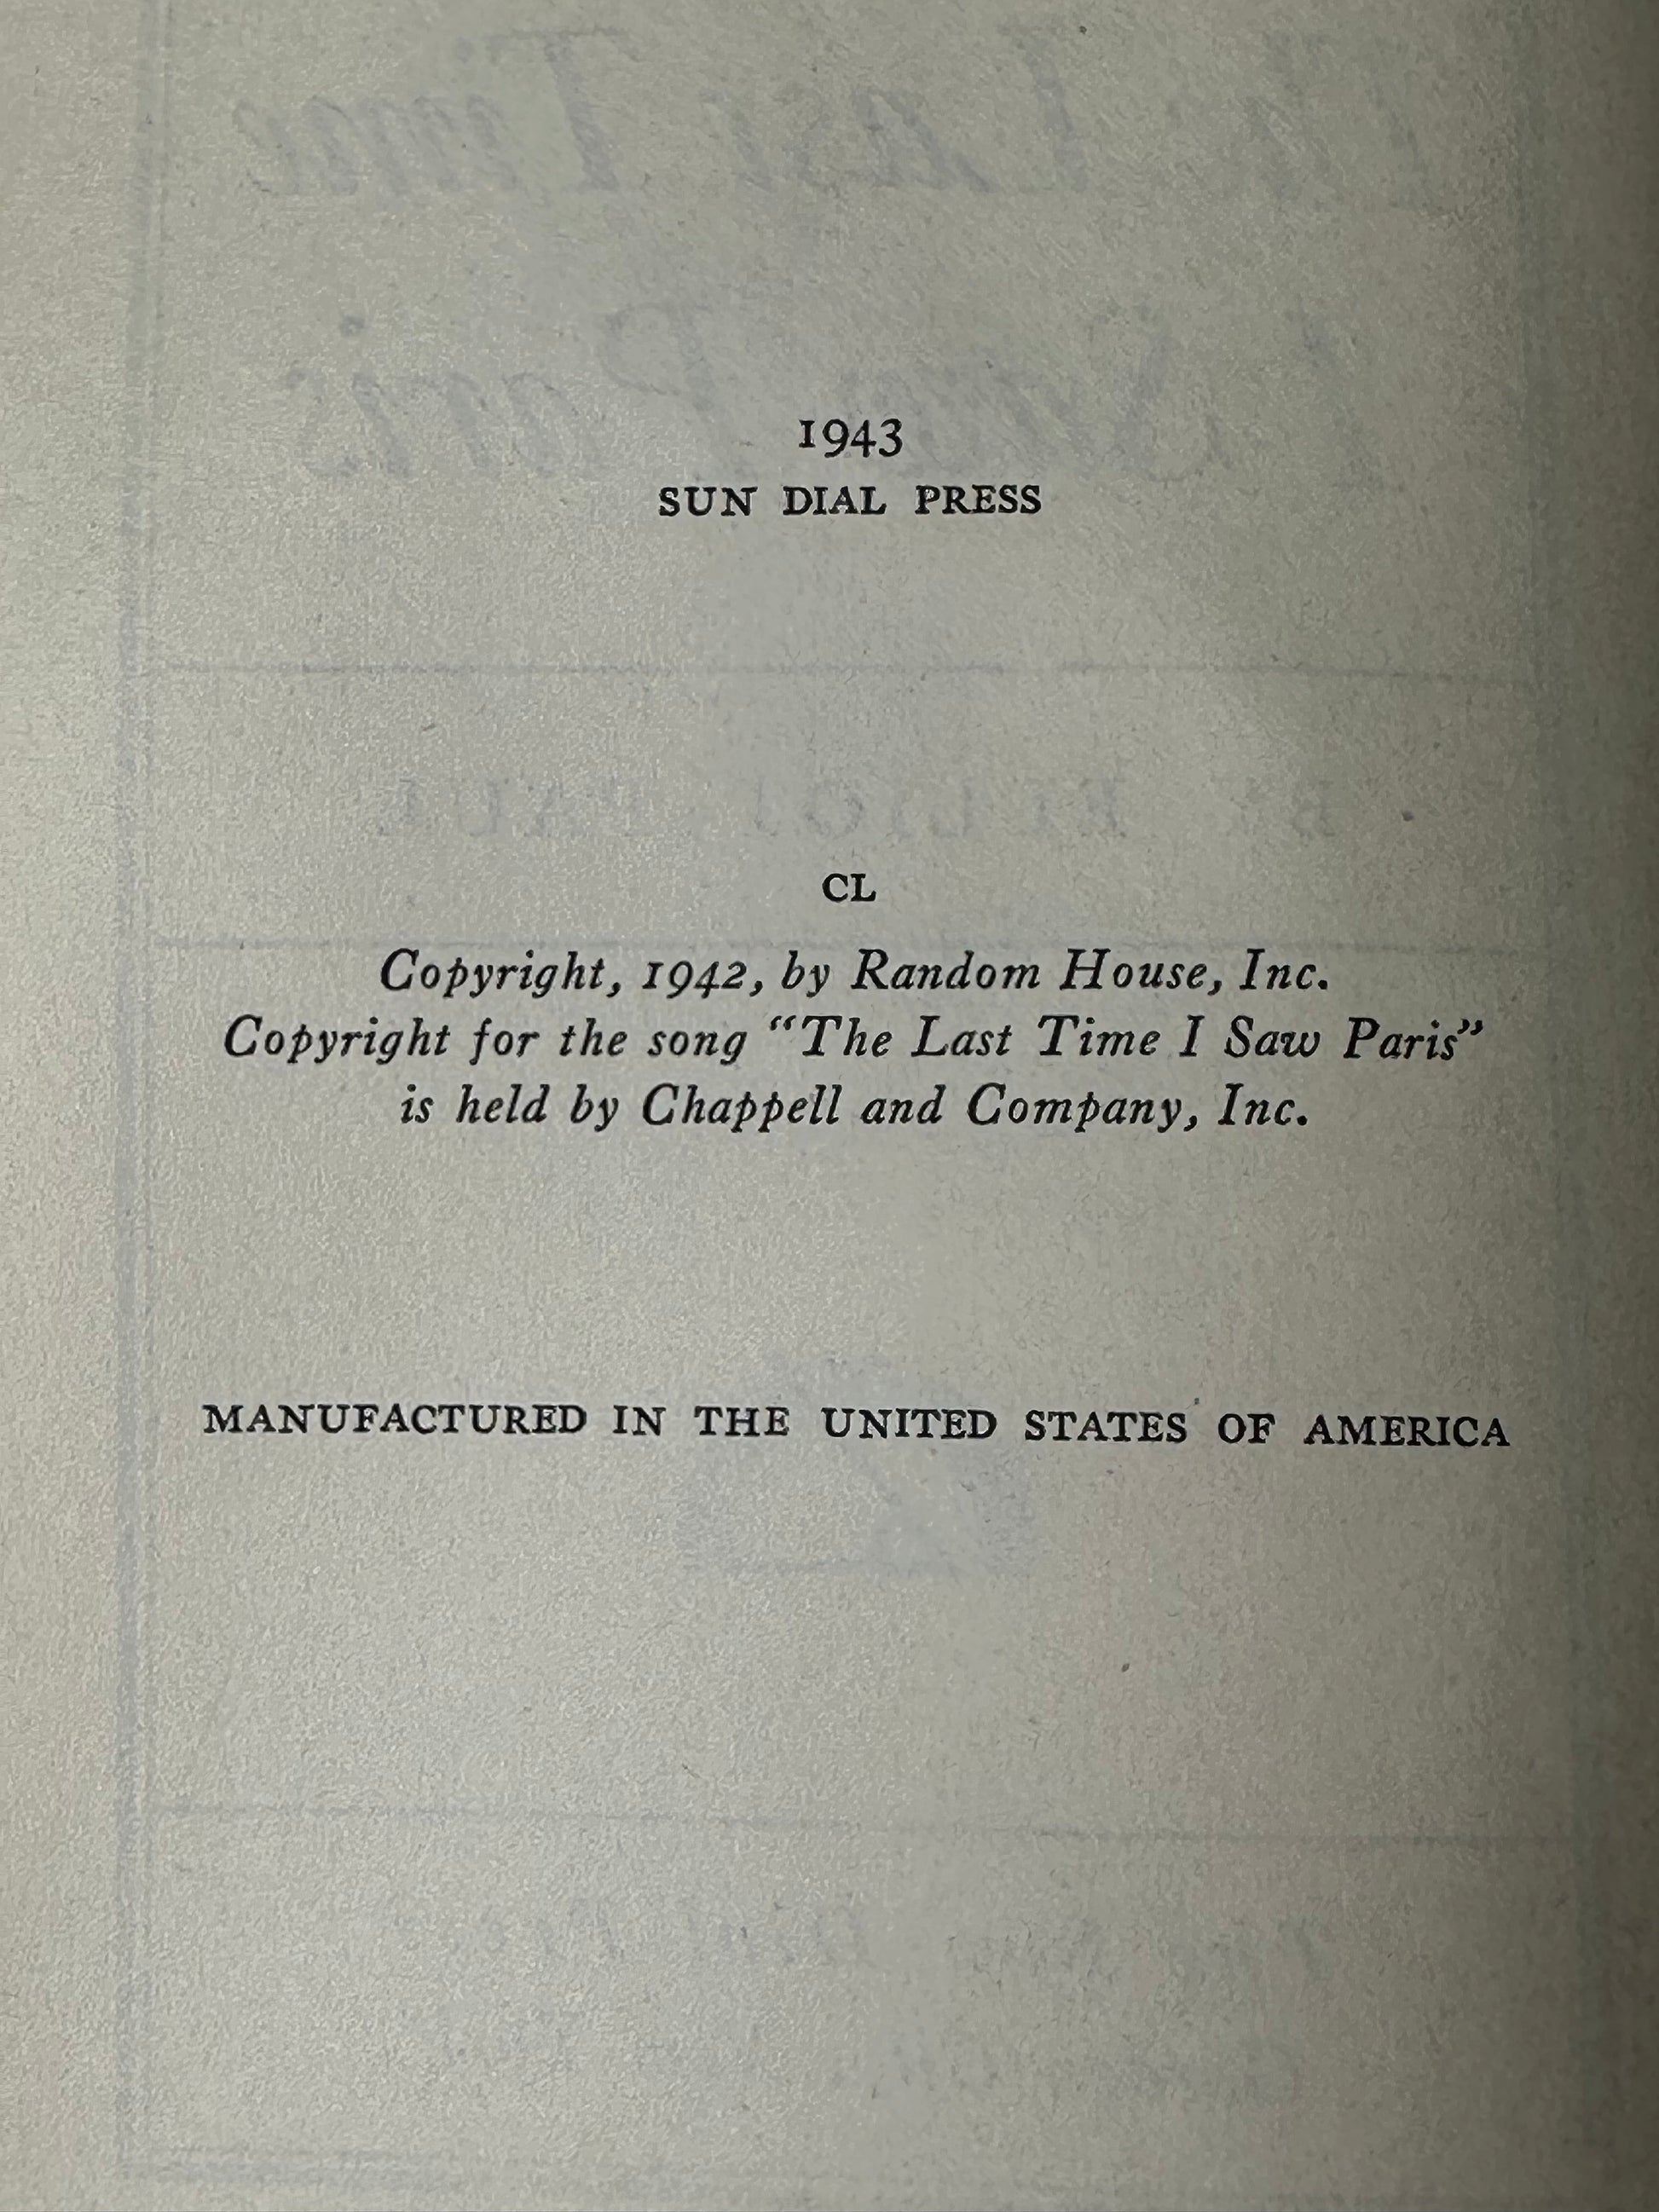 1943
SUN DIAL PRESS
CL
Copyright, 1942, by Random House, Inc.
Copyright for the song “The Last Time I Saw Paris”
is held by Chappell and Company, Inc.
MANUFACTURED IN THE UNITED STATES OF AMERICA